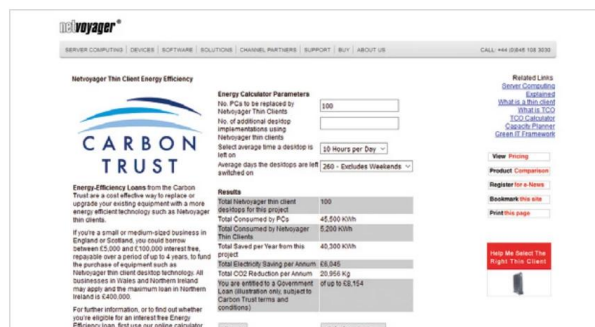 netvoyager
SERVER COMPUTING | DEVICES | SOFTWARE | SOLUTIONS | CHANNEL PARTNERS | SUPPORT | BUY | ABOUT US
CALL: +44 (0)845 108 5030
Netvoyager Thin Client Energy Efficiency
CARBON
TRUST
Energy-Efficiency Loans from the Carbon
Trust are a cost effective way to replace or
upgrade your existing equipment with a more
energy efficient technology such as Netvoyager
thin clients.
If you're a small or medium-sized business in
England or Scotland, you could borrow
between £5,000 and £100,000 interest free,
repayable over a period of up to 4 years, to fund
the purchase of equipment such as
Netvoyager thin client desktop technology. All
businesses in Wales and Northern Ireland
may apply and the maximum loan in Northern
Ireland is £400,000.
For further information, or to find out whether
you're eligible for an interest free Energy
Efficiency loan, first use our online calculator
Energy Calculator Parameters
No. PCs to be replaced by
Netvoyager Thin Clients
100
No. of additional desktop
implementations using
Netvoyager thin clients
Select average time a desktop is
left on
10 Hours per Day
Average days the desktops are left
switched on
260 - Excludes Weekends
Results
Total Netvoyager thin client
desktops for this project
100
Total Consumed by PCs
45,500 KWh
Total Consumed by Netvoyager
Thin Clients
5,200 KWh
Total Saved per Year from this
project
40,300 KWh
Total Electricity Saving per Annum
£6,045
Total CO2 Reduction per Annum
20,956 Kg
You are entitled to a Government
Loan (illustration only, subject to
Carbon Trust terms and
conditions)
of up to £8,154
Related Links
Server Computing
Explained
What is a thin client
What is TCO
TCO Calculator
Capacity Planner
Green IT Framework
View Pricing
Product Comparison
Register for e-News
Bookmark this site
Print this page
Help Me Select The
Right Thin Client